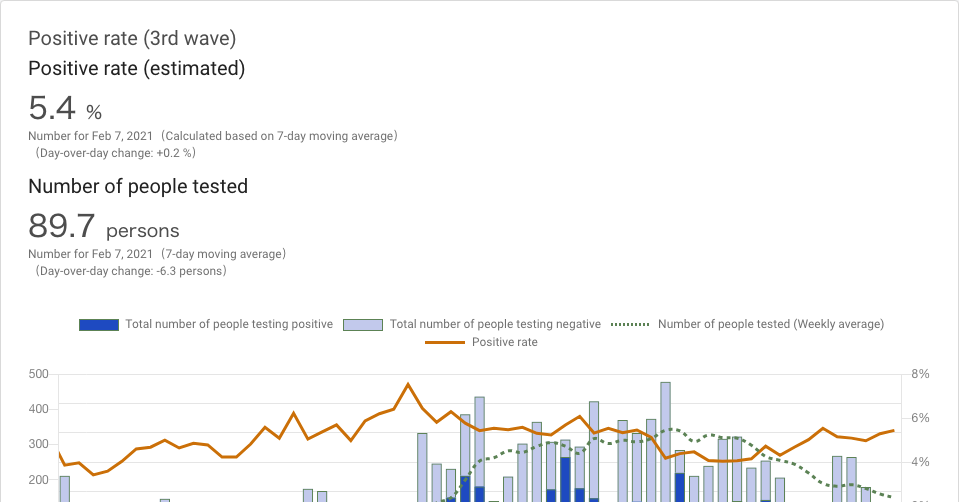 Positive rate (3rd wave)
Positive rate (estimated)
5.4 %
Number for Feb 7, 2021（Calculated based on 7-day moving average）
（Day-over-day change: +0.2 %）
Number of people tested
89.7 persons
Number for Feb 7, 2021（7-day moving average）
（Day-over-day change: -6.3 persons）
Total number of people testing positive
Total number of people testing negative
Number of people tested (Weekly average)
Positive rate
500 8%
400
6%
300
4%
200